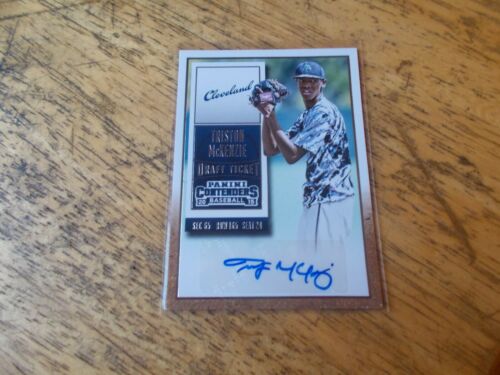 Cleveland
TRISTON
McKENZIE
DRAFT TICKET
PANINI
CONTENDERS
20 BASEBALL 15